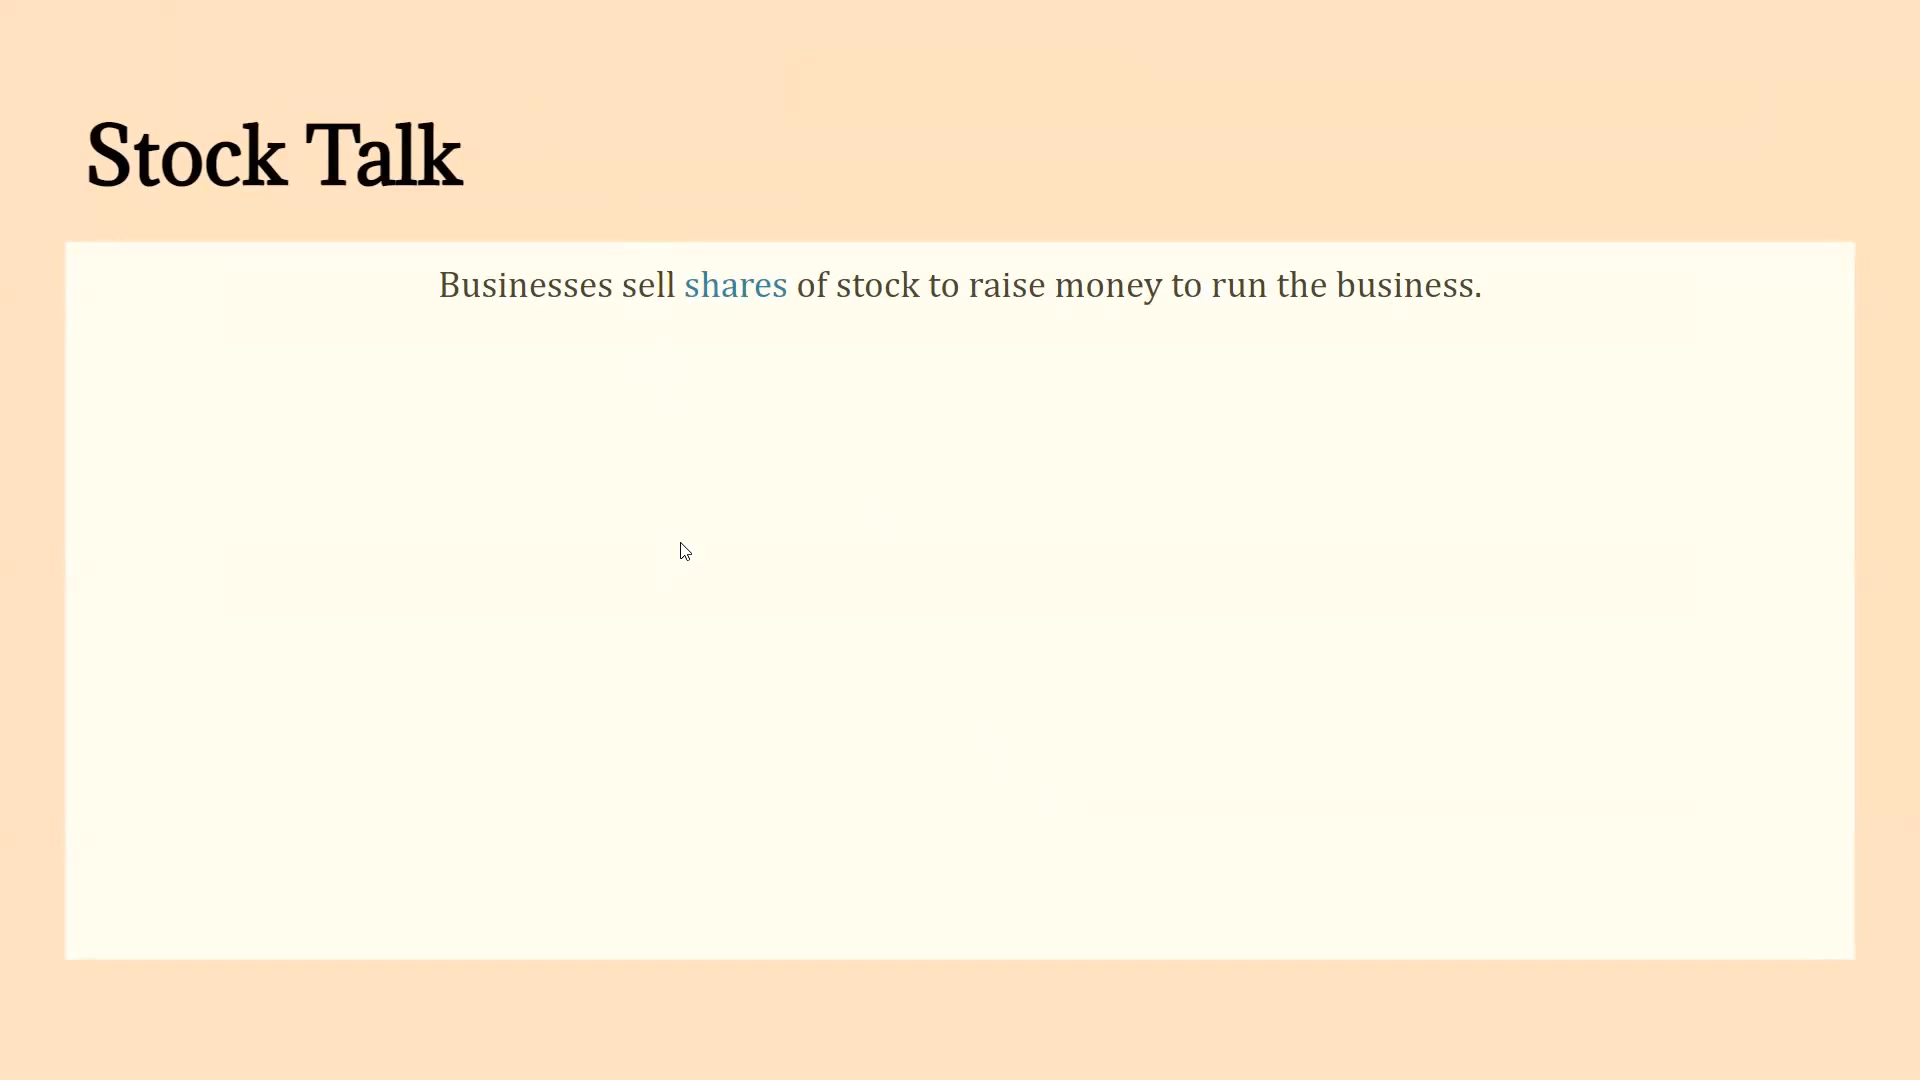 Stock Talk
Businesses sell shares of stock to raise money to run the business.